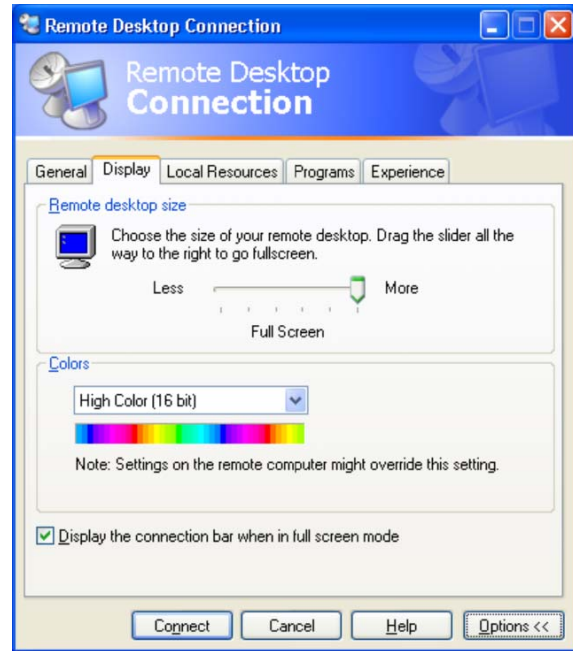 Remote Desktop Connection
Remote Desktop
Connection
General Display Local Resources Programs Experience
Remote desktop size
Choose the size of your remote desktop. Drag the slider all the
way to the right to go fullscreen.
Less More
Full Screen
Colors
High Color (16 bit)
Note: Settings on the remote computer might override this setting.
Display the connection bar when in full screen mode
Connect Cancel Help Options <<